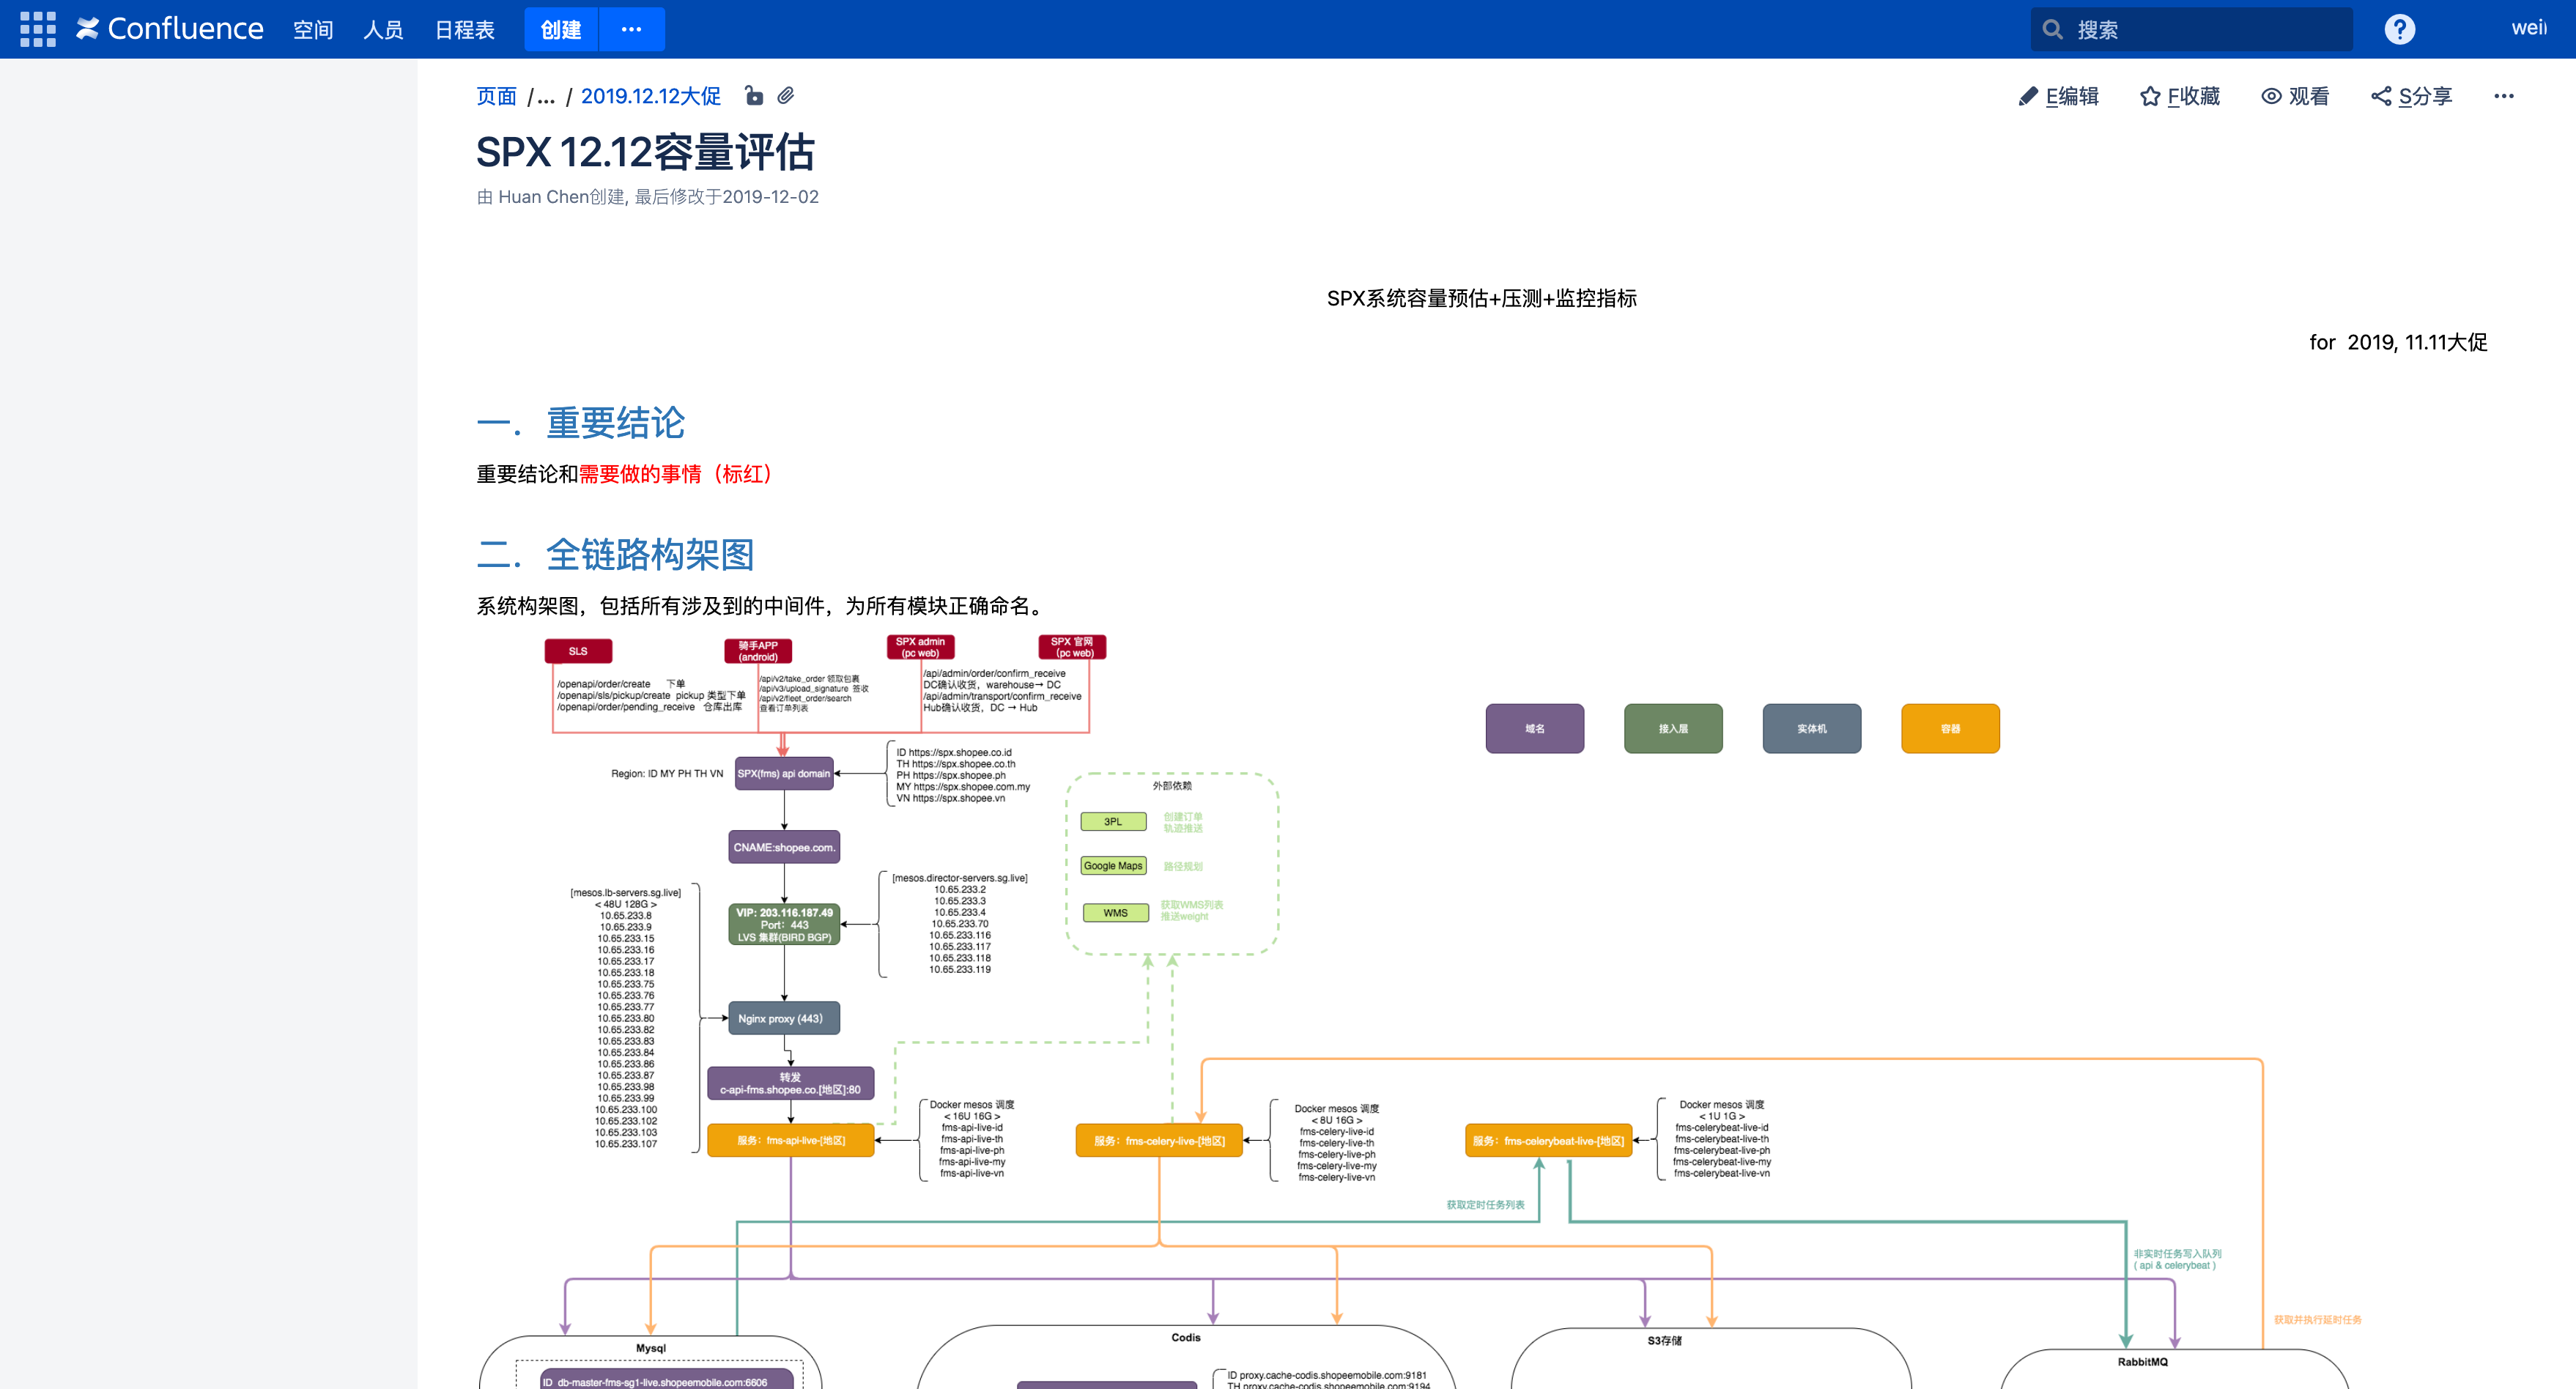 Confluence 空间 人员 日程表 创建 ··· 搜索 weil
页面 /... / 2019.12.12大促
E编辑 F收藏 观看 S分享 ···
SPX 12.12容量评估
由 Huan Chen创建, 最后修改于2019-12-02
SPX系统容量预估+压测+监控指标
for 2019, 11.11大促
一. 重要结论
重要结论和需要做的事情（标红）
二. 全链路构架图
系统构架图，包括所有涉及到的中间件，为所有模块正确命名。
SLS
骑手APP
(android)
SPX admin
(pc web)
SPX 官网
（pc web)
/openapi/order/create 下单
/openapi/sls/pickup/create pickup 类型下单
/openapi/order/pending_receive 仓库出库
/api/v2/take_order 领取包裹
/api/v3/upload_signature 签收
/api/v2/fleet_order/search
查看订单列表
/api/admin/order/confirm_receive
DC确认收货，warehouse→ DC
/api/admin/transport/confirm_receive
Hub确认收货，DC → Hub
域名
接入层
实体机
容器
Region: ID MY PH TH VN
SPX(fms) api domain
ID https://spx.shopee.co.id
TH https://spx.shopee.co.th
PH https://spx.shopee.ph
MY https://spx.shopee.com.my
VN https://spx.shopee.vn
外部依赖
3PL
创建订单
轨迹推送
Google Maps
路径规划
WMS
获取WMS列表
推送weight
CNAME:shopee.com.
[mesos.lb-servers.sg.live]
< 48U 128G >
10.65.233.8
10.65.233.9
10.65.233.15
10.65.233.16
10.65.233.17
10.65.233.18
10.65.233.75
10.65.233.76
10.65.233.77
10.65.233.80
10.65.233.82
10.65.233.83
10.65.233.84
10.65.233.86
10.65.233.87
10.65.233.98
10.65.233.99
10.65.233.100
10.65.233.102
10.65.233.103
10.65.233.107
VIP: 203.116.187.49
Port：443
LVS 集群(BIRD BGP)
[mesos.director-servers.sg.live]
10.65.233.2
10.65.233.3
10.65.233.4
10.65.233.70
10.65.233.116
10.65.233.117
10.65.233.118
10.65.233.119
Nginx proxy (443）
转发
c-api-fms.shopee.co.[地区]:80
服务：fms-api-live-[地区]
Docker mesos 调度
< 16U 16G >
fms-api-live-id
fms-api-live-th
fms-api-live-ph
fms-api-live-my
fms-api-live-vn
服务：fms-celery-live-[地区]
Docker mesos 调度
< 8U 16G >
fms-celery-live-id
fms-celery-live-th
fms-celery-live-ph
fms-celery-live-my
fms-celery-live-vn
服务：fms-celerybeat-live-[地区]
Docker mesos 调度
< 1U 1G >
fms-celerybeat-live-id
fms-celerybeat-live-th
fms-celerybeat-live-ph
fms-celerybeat-live-my
fms-celerybeat-live-vn
获取定时任务列表
非实时任务写入队列
( api & celerybeat )
获取并执行延时任务
Mysql
ID db-master-fms-sg1-live.shopeemobile.com:6606
Codis
ID proxy.cache-codis.shopeemobile.com:9181
TH proxy.cache-codis.shopeemobile.com:9194
S3存储
RabbitMQ